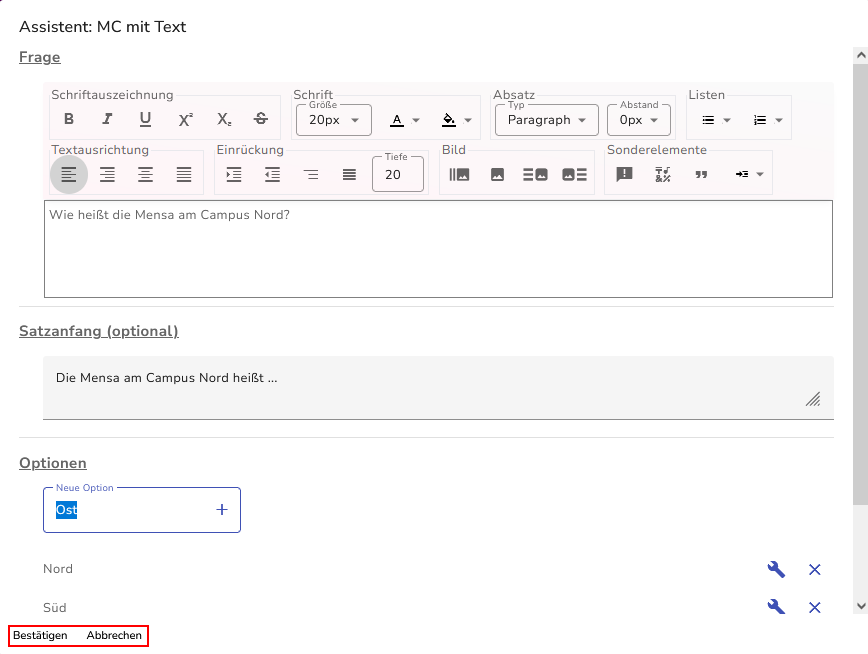 Assistent: MC mit Text
Frage
Schriftauszeichnung Schrift Absatz Listen
Größe Typ Abstand
B I U X² X₂ S 20px A Paragraph 0px
Textausrichtung Einrückung Bild Sonderelemente
Tiefe
20
Wie heißt die Mensa am Campus Nord?
Satzanfang (optional)
Die Mensa am Campus Nord heißt ...
Optionen
Neue Option
Ost +
Nord
Süd
Bestätigen Abbrechen